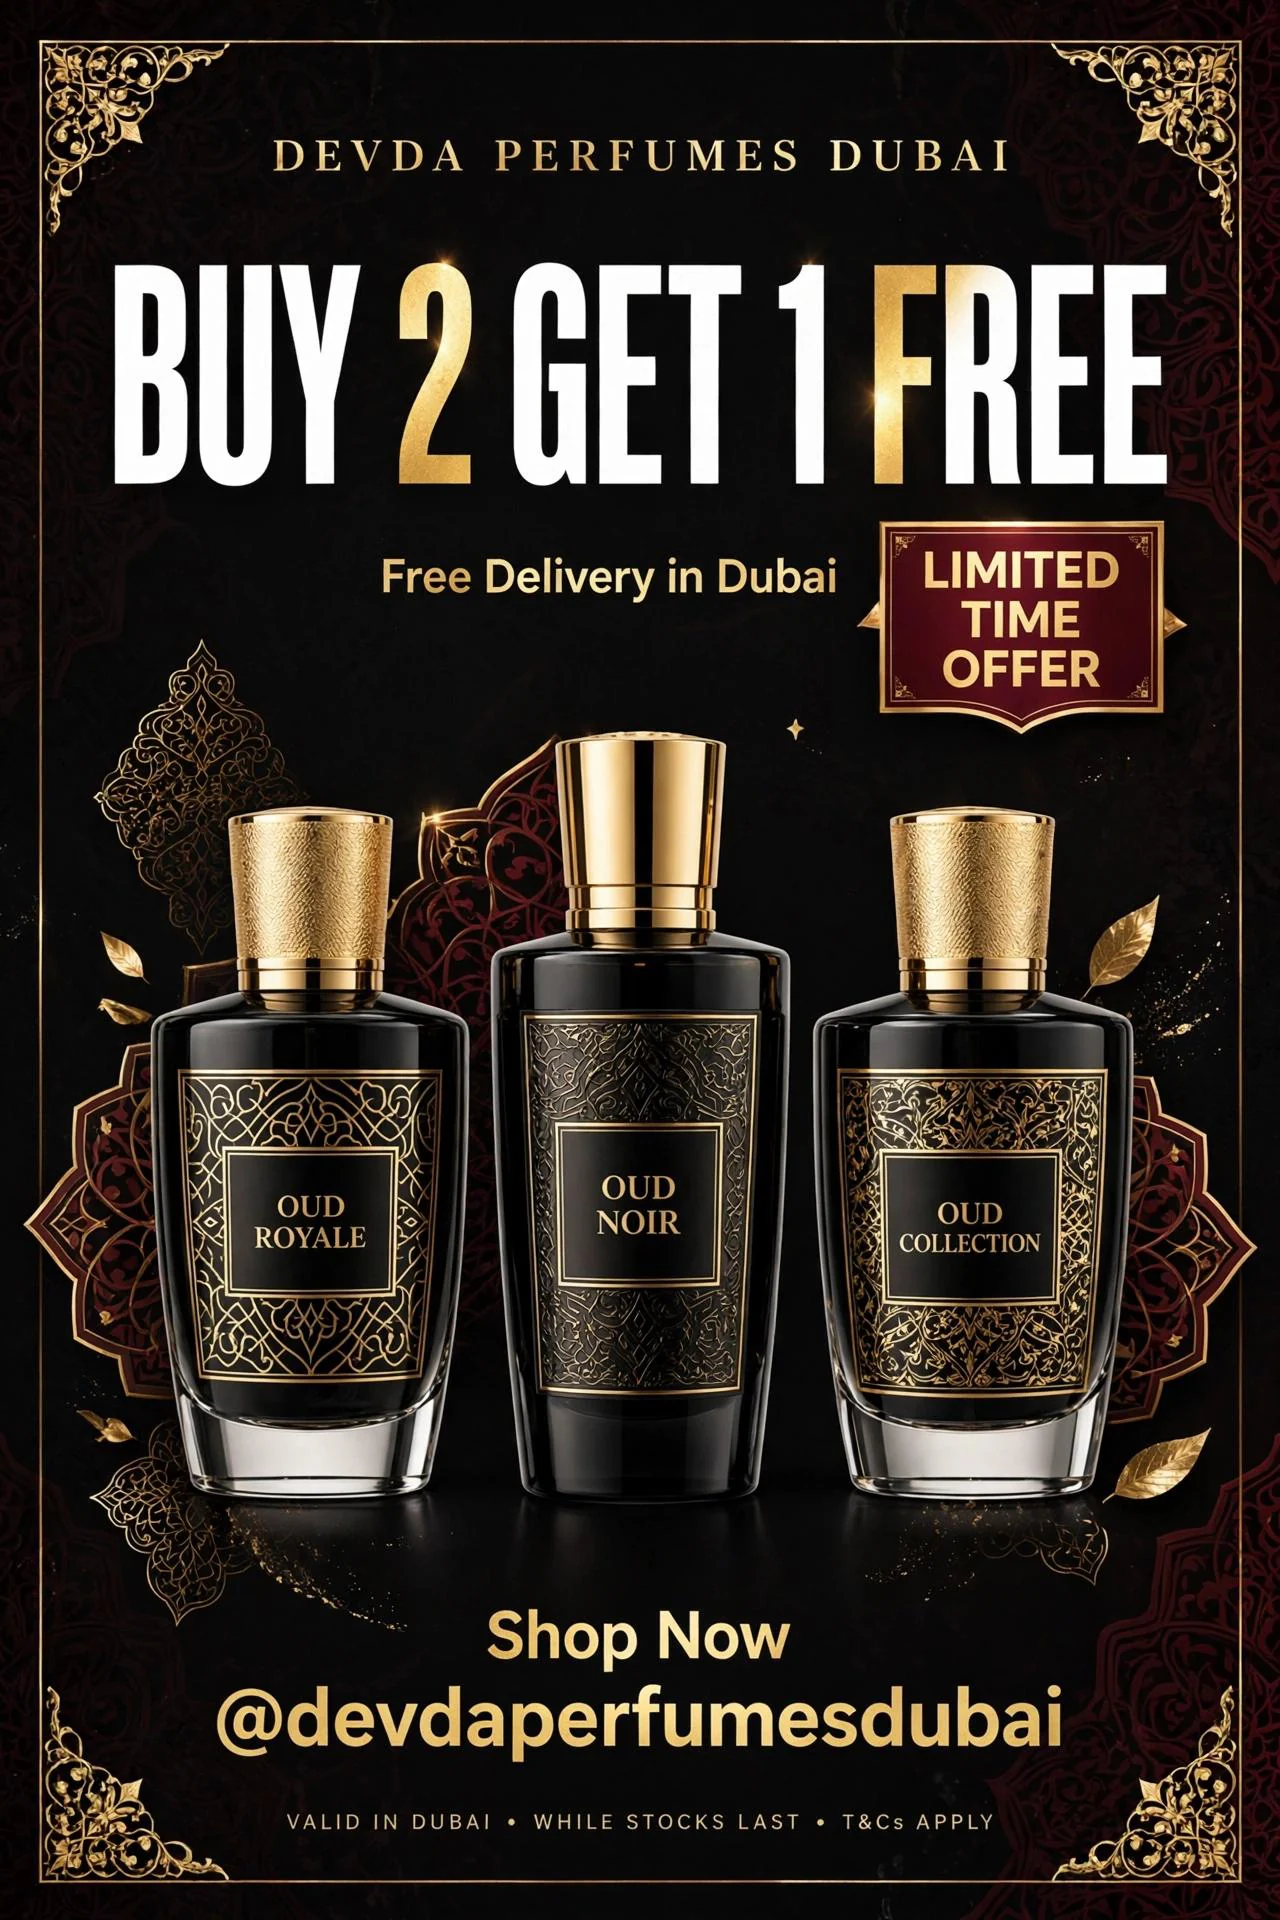 DEVDA PERFUMES DUBAI
BUY 2 GET 1 FREE
Free Delivery in Dubai
LIMITED
TIME
OFFER
OUD
ROYALE
OUD
NOIR
OUD
COLLECTION
Shop Now
@devdaperfumesdubai
VALID IN DUBAI • WHILE STOCKS LAST • T&Cs APPLY